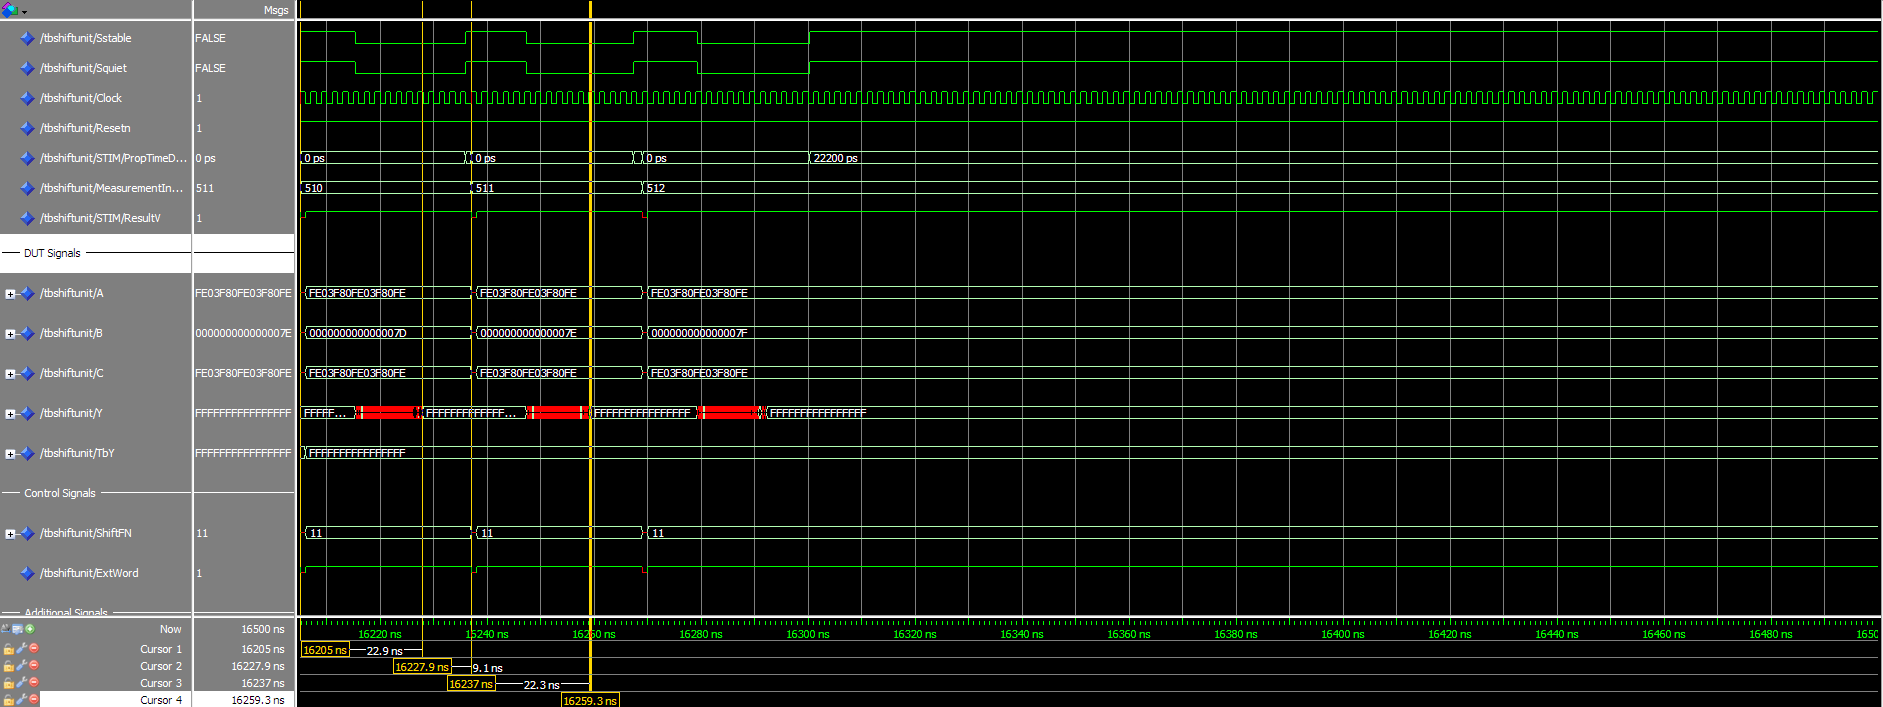 Msgs
/tbshiftunit/Sstable FALSE
/tbshiftunit/Squiet FALSE
/tbshiftunit/Clock 1
/tbshiftunit/Resetn 1
/tbshiftunit/STIM/PropTimeD... 0 ps 0 ps 0 ps 0 ps 22200 ps
/tbshiftunit/MeasurementIn... 511 510 511 512
/tbshiftunit/STIM/ResultV 1
DUT Signals
/tbshiftunit/A FE03F80FE03F80FE FE03F80FE03F80FE FE03F80FE03F80FE FE03F80FE03F80FE
/tbshiftunit/B 000000000000007E 000000000000007D 000000000000007E 000000000000007F
/tbshiftunit/C FE03F80FE03F80FE FE03F80FE03F80FE FE03F80FE03F80FE FE03F80FE03F80FE
/tbshiftunit/Y FFFFFFFFFFFFFFFF FFFFF... FFFFFFFFFFFFF... FFFFFFFFFFFFFFFF FFFFFFFFFFFFFFFF
/tbshiftunit/TbY FFFFFFFFFFFFFFFF FFFFFFFFFFFFFFFF
Control Signals
/tbshiftunit/ShiftFN 11 11 11 11
/tbshiftunit/ExtWord 1
Additional Signals
Now 16500 ns 16220 ns 16240 ns 16260 ns 16280 ns 16300 ns 16320 ns 16340 ns 16360 ns 16380 ns 16400 ns 16420 ns 16440 ns 16460 ns 16480 ns 1650
Cursor 1 16205 ns 16205 ns 22.9 ns
Cursor 2 16227.9 ns 16227.9 ns 9.1 ns
Cursor 3 16237 ns 16237 ns 22.3 ns
Cursor 4 16259.3 ns 16259.3 ns